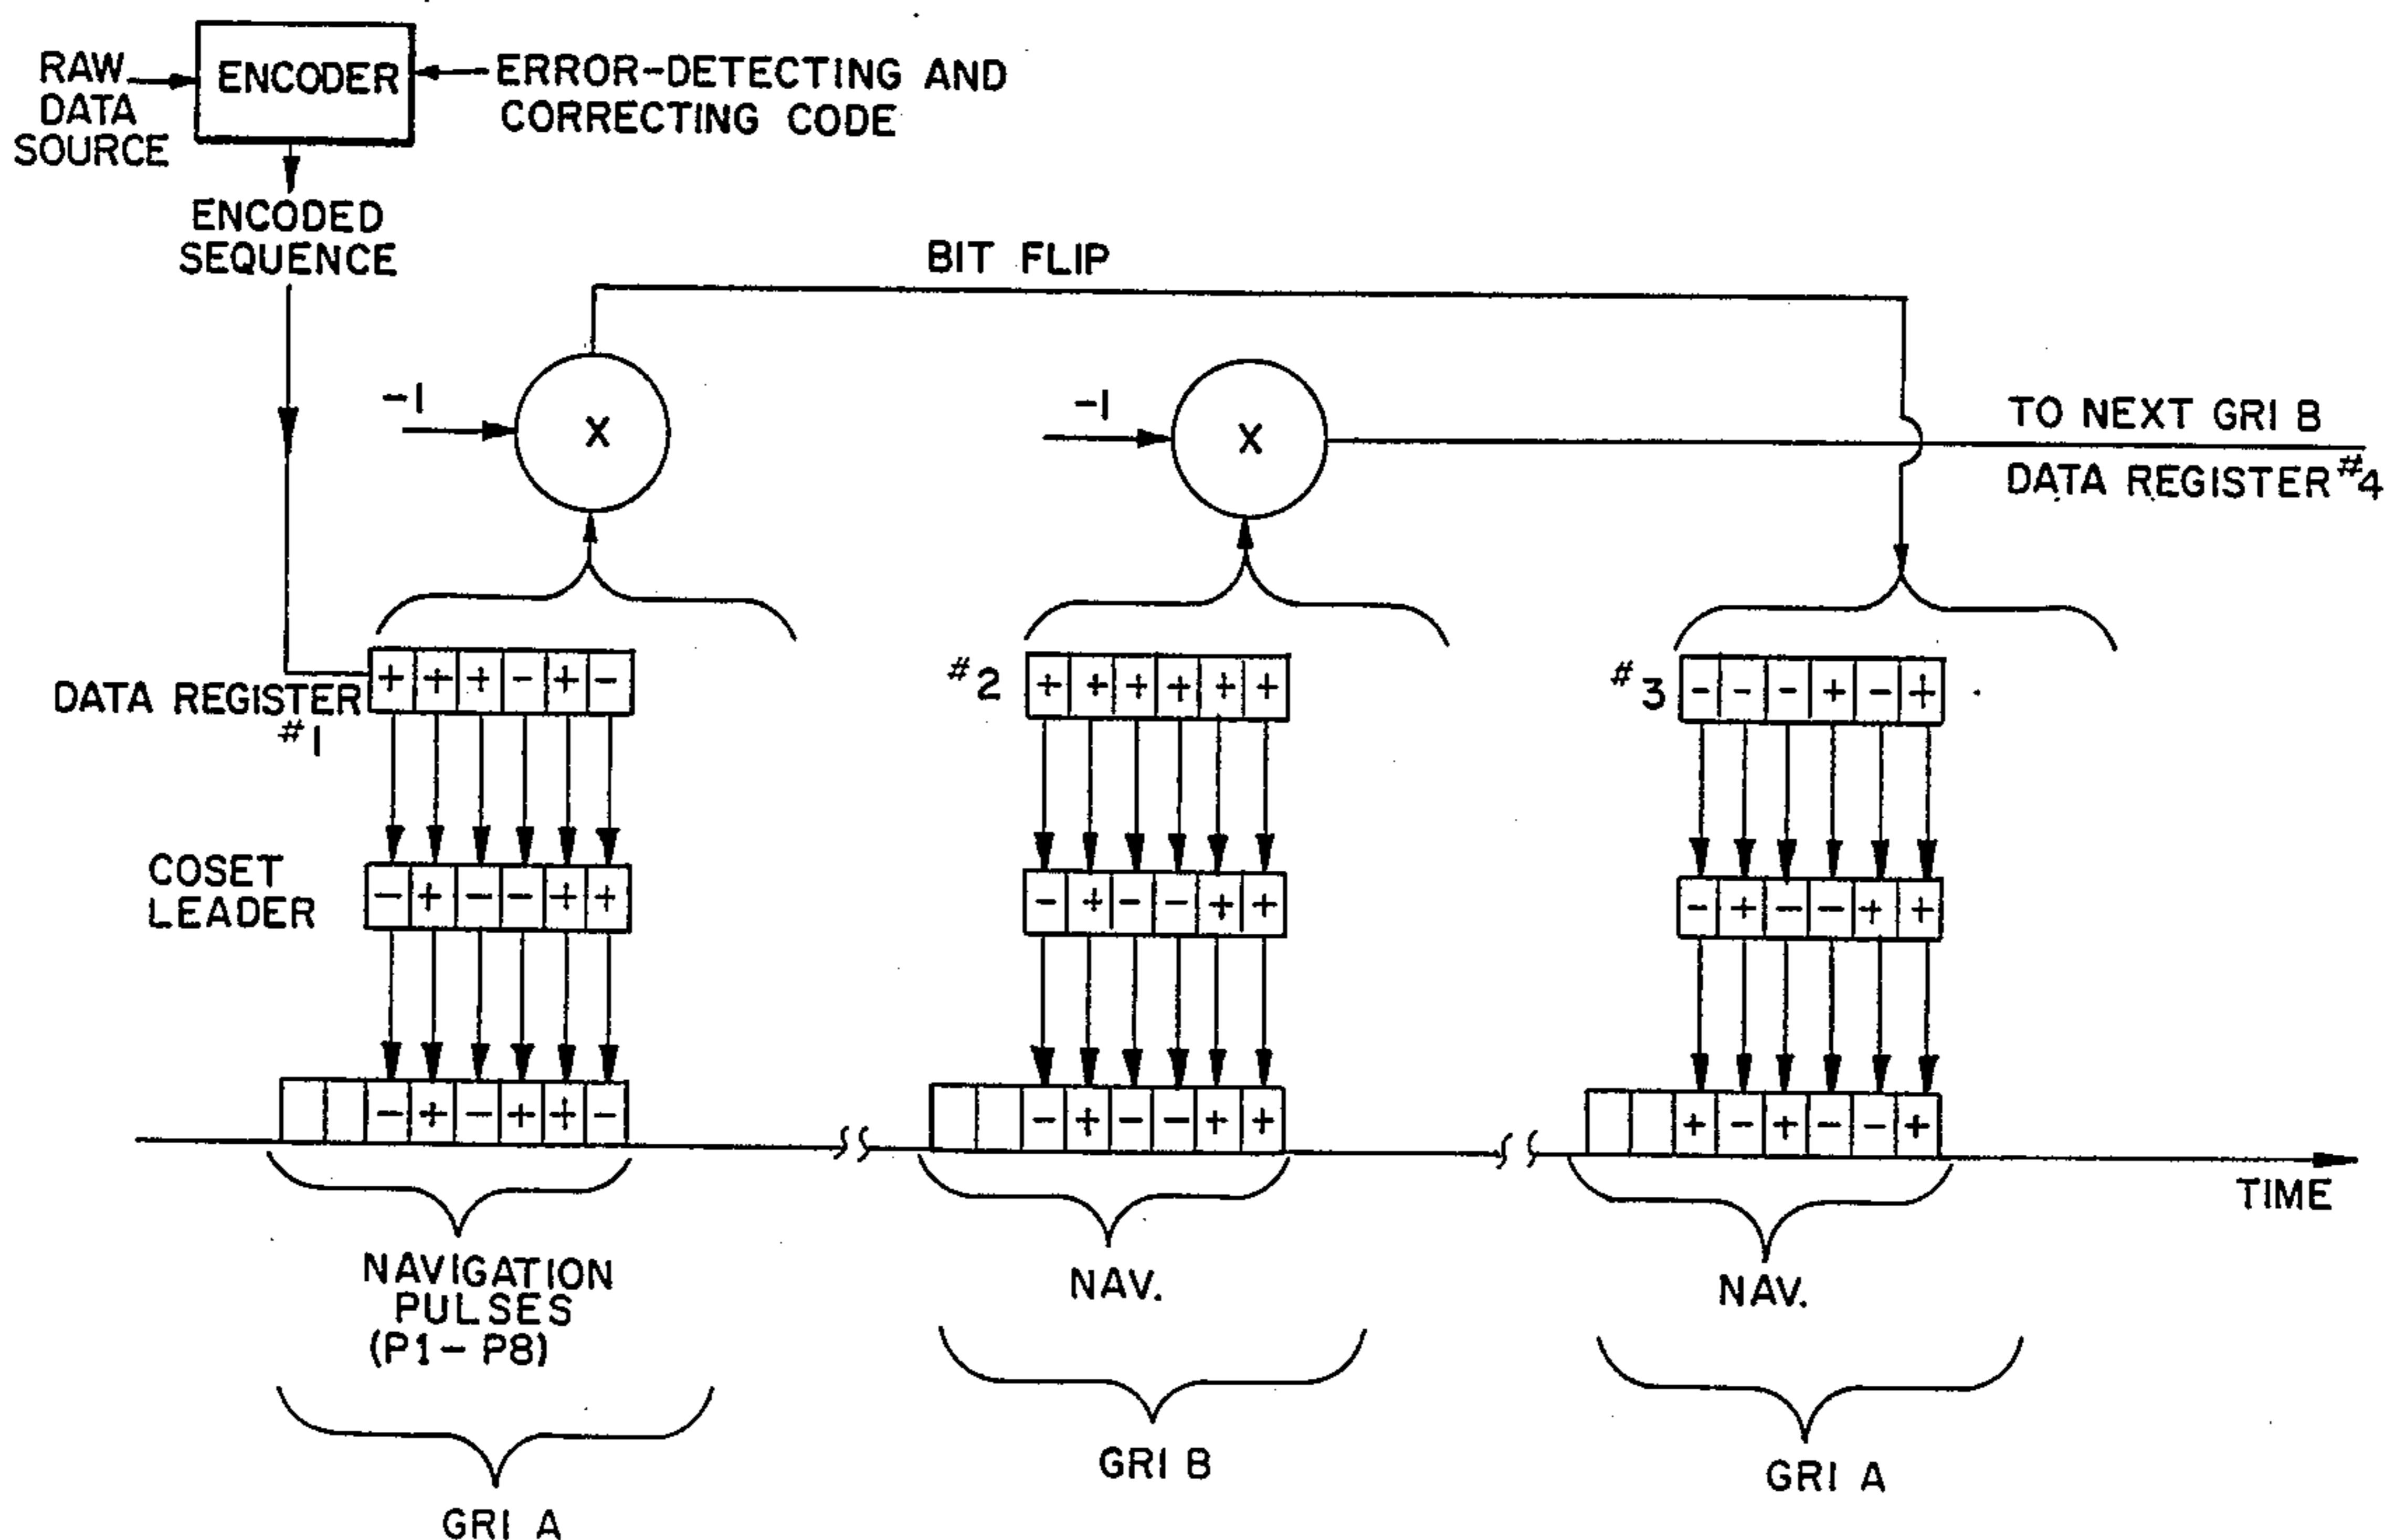 RAW
DATA
SOURCE
ENCODER
ERROR-DETECTING AND
CORRECTING CODE
ENCODED
SEQUENCE
BIT FLIP
-1
X
-1
X
TO NEXT GRI B
DATA REGISTER #4
DATA REGISTER
#1
+ + + - + -
#2
+ + + + + +
#3
- - - + - +
COSET
LEADER
- + - - + +
- + - - + +
- + - - + +
- + - + + -
- + - - + +
+ - + - - +
TIME
NAVIGATION
PULSES
(P1- P8)
NAV.
NAV.
GRI A
GRI B
GRI A